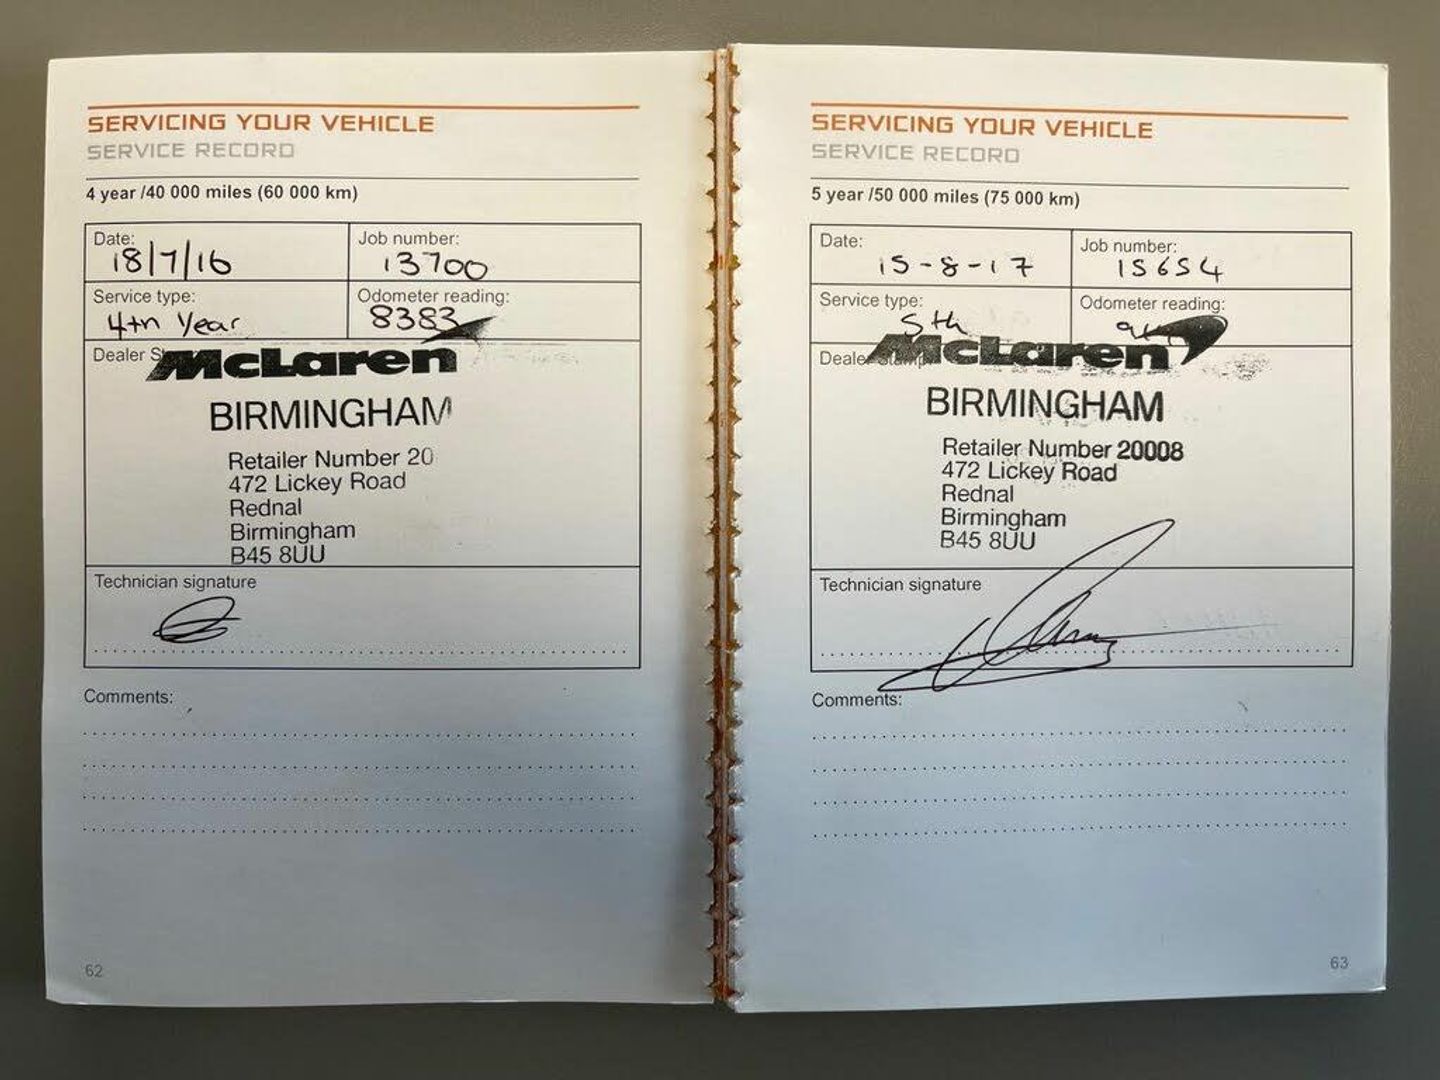 SERVICING YOUR VEHICLE
SERVICE RECORD
4 year /40 000 miles (60 000 km)
Date:
18/7/16
Job number:
13700
Service type:
4th Year
Odometer reading:
8383
Dealer
McLaren
BIRMINGHAM
Retailer Number 20
472 Lickey Road
Rednal
Birmingham
B45 8UU
Technician signature
Comments:
62
SERVICING YOUR VEHICLE
SERVICE RECORD
5 year /50 000 miles (75 000 km)
Date:
15-8-17
Job number:
15654
Service type:
5th
Odometer reading:
Dealer Stamp
McLaren
BIRMINGHAM
Retailer Number 20008
472 Lickey Road
Rednal
Birmingham
B45 8UU
Technician signature
Comments:
63